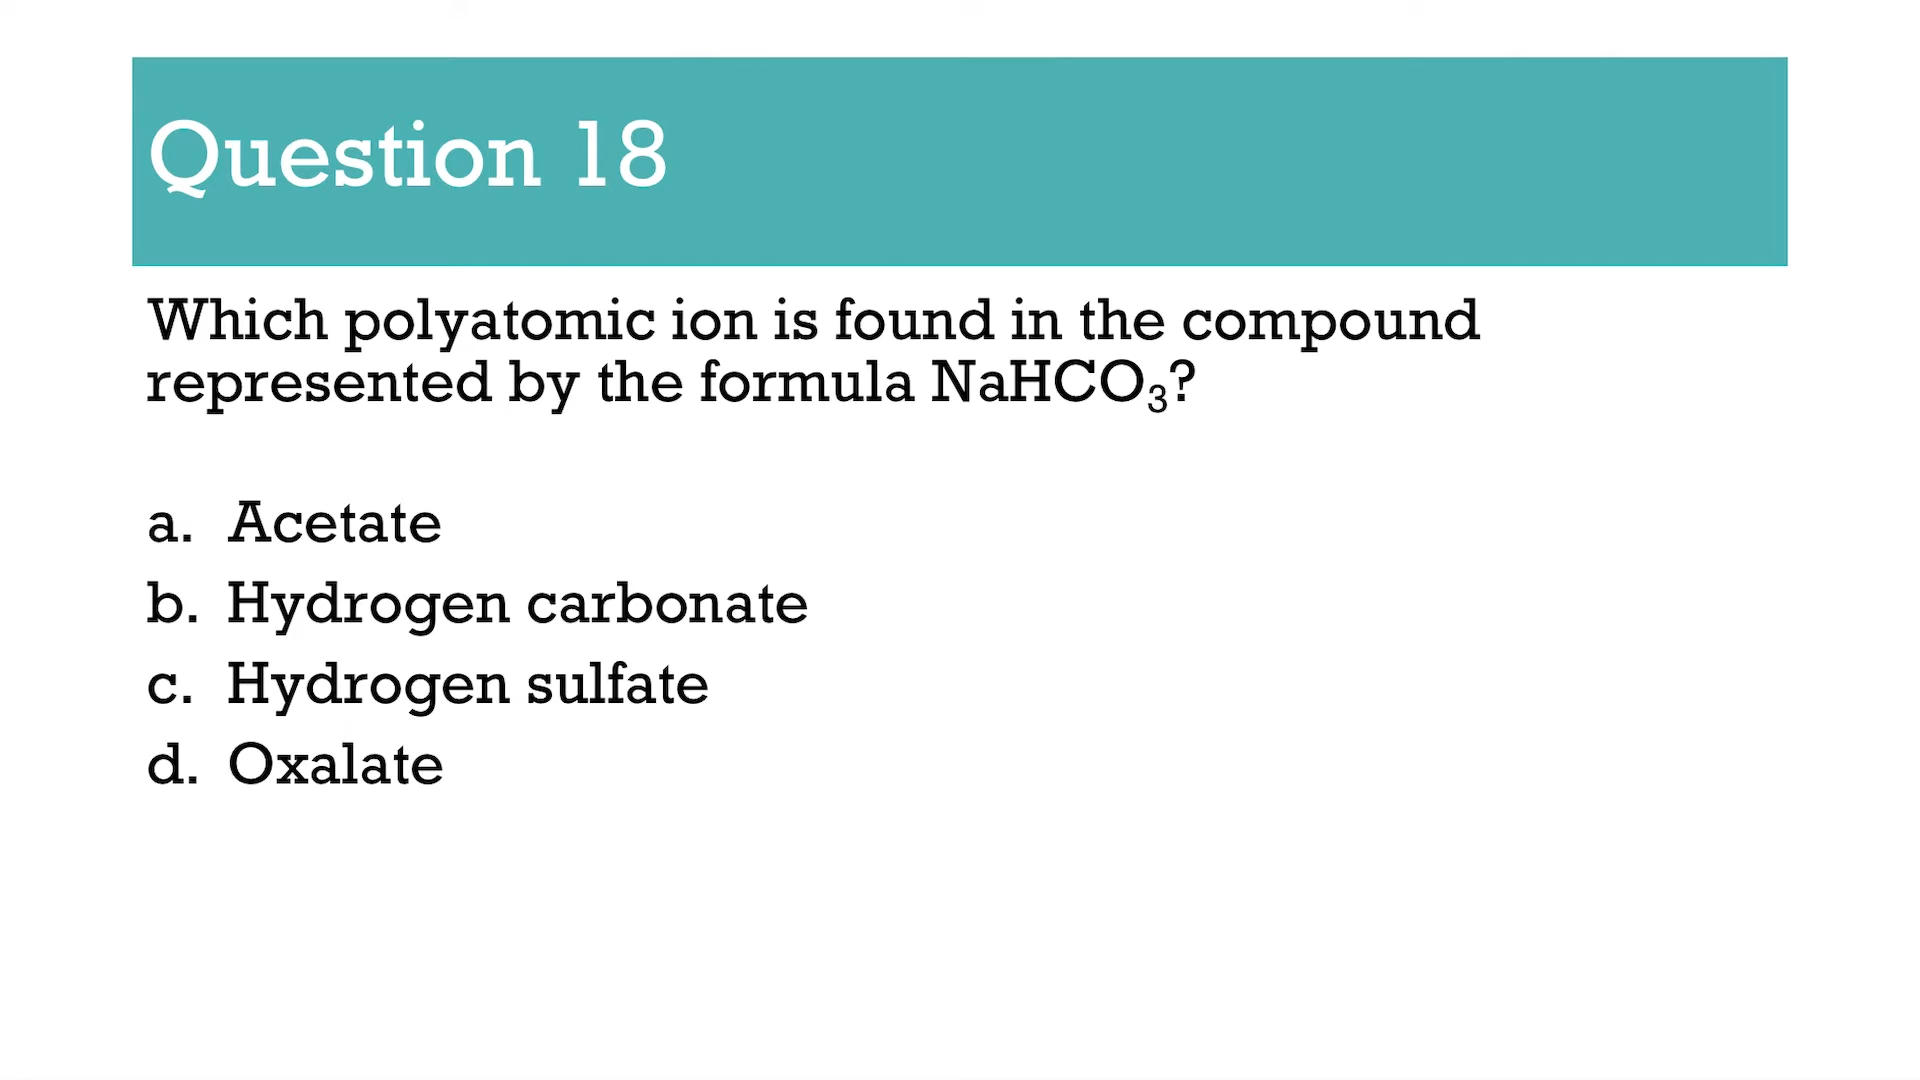 Question 18
Which polyatomic ion is found in the compound
represented by the formula NaHCO₃?
a. Acetate
b. Hydrogen carbonate
c. Hydrogen sulfate
d. Oxalate